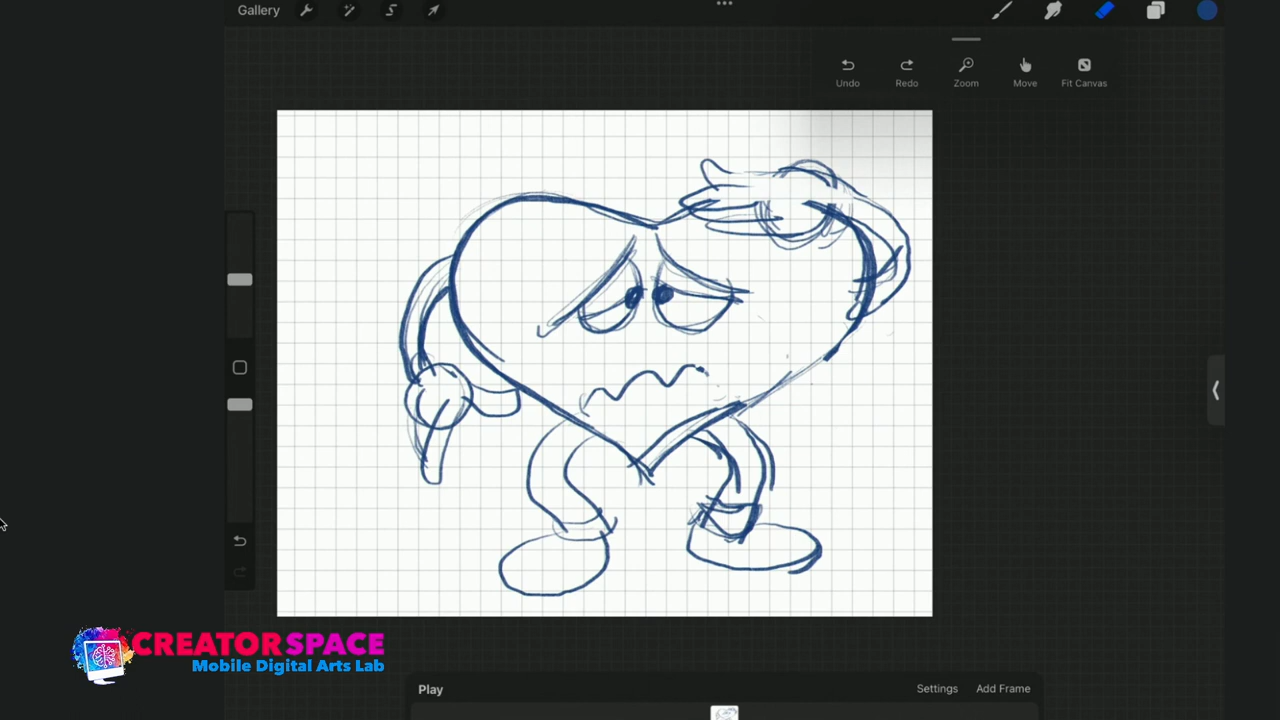 Gallery
Undo
Redo
Zoom
Move
Fit Canvas
CREATORSPACE
Mobile Digital Arts Lab
Play
Settings
Add Frame